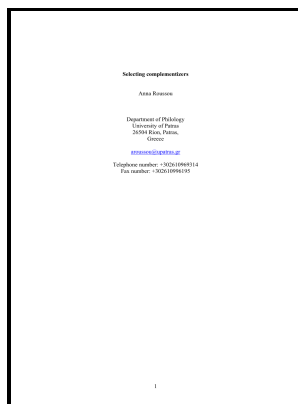 Selecting complementizers
Anna Roussou
Department of Philology
University of Patras
26504 Rion, Patras,
Greece
aroussou@upatras.gr
Telephone number: +302610969314
Fax number: +302610996195
1